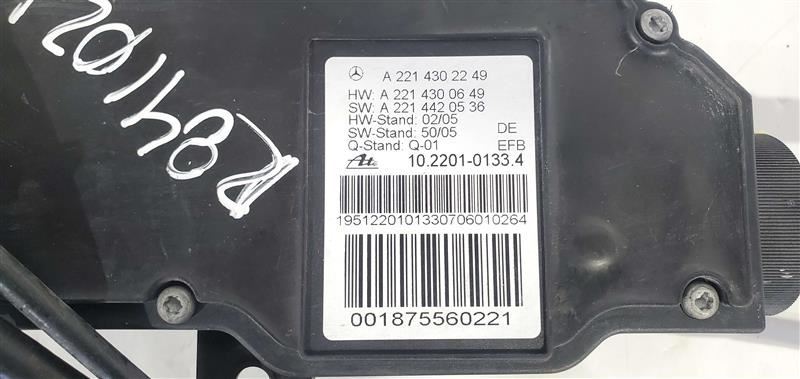 A 221 430 22 49
HW: A 221 430 06 49
SW: A 221 442 05 36
HW-Stand: 02/05
SW-Stand: 50/05 DE
Q-Stand: Q-01 EFB
Ate 10.2201-0133.4
1951220101330706010264
001875560221